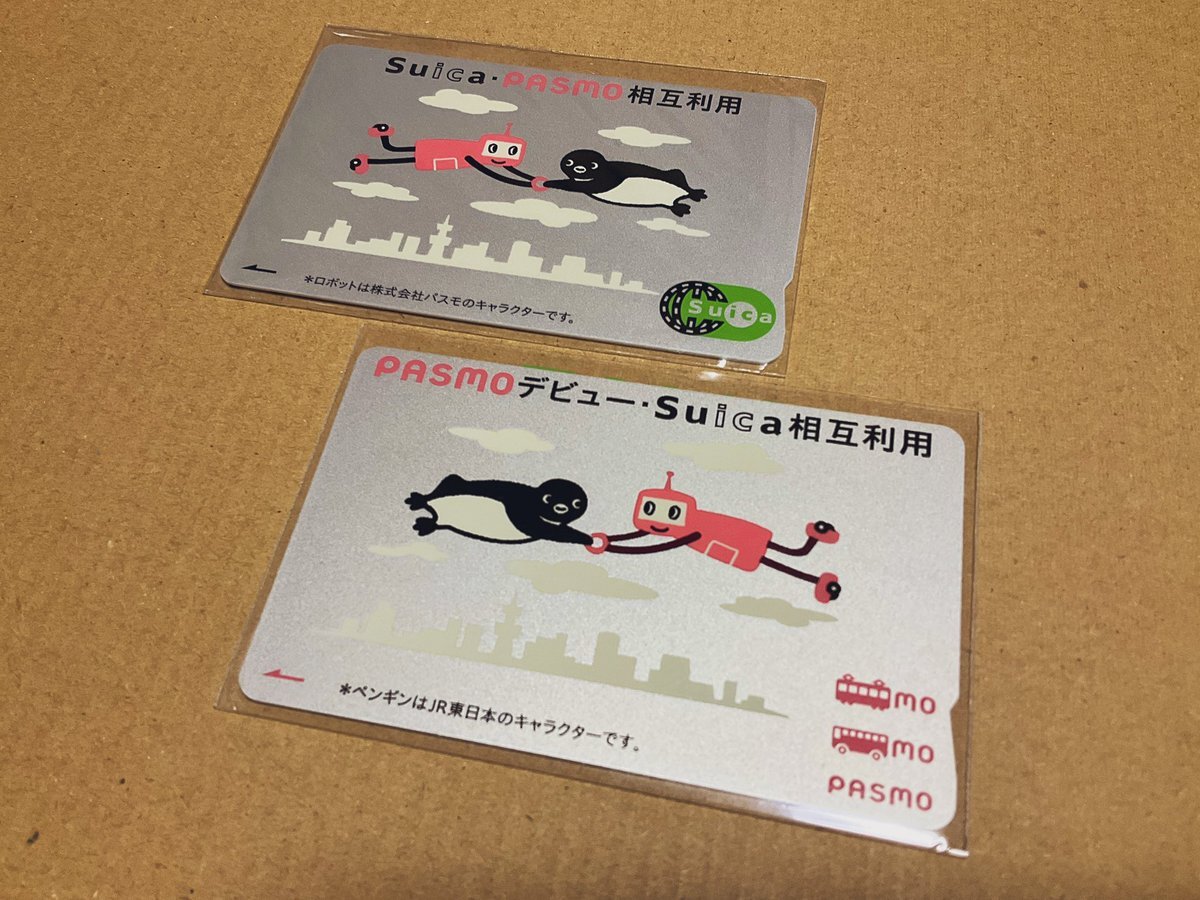 Suica・PASMO相互利用
*ロボットは株式会社パスモのキャラクターです。
Suica
PASMOデビュー・Suica相互利用
*ペンギンはJR東日本のキャラクターです。
MO
MO
PASMO